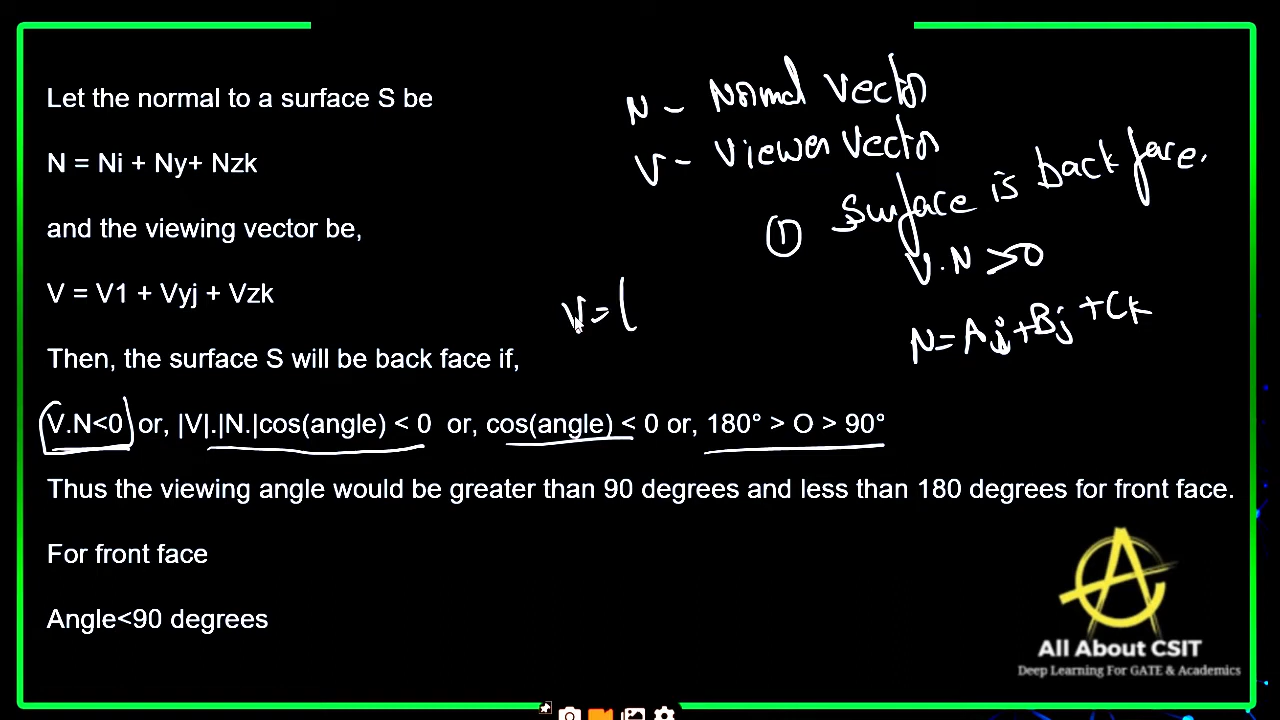 Let the normal to a surface S be
N - Normal Vector
N = Ni + Ny+ Nzk
V - Viewer Vector
① Surface is back face.
and the viewing vector be,
V.N >0
V = V1 + Vyj + Vzk
V= (
N= Ai +Bj +Ck
Then, the surface S will be back face if,
V.N<0 or, |V|.|N.|cos(angle) < 0 or, cos(angle) < 0 or, 180° > O > 90°
Thus the viewing angle would be greater than 90 degrees and less than 180 degrees for front face.
For front face
Angle<90 degrees
All About CSIT
Deep Learning For GATE & Academics